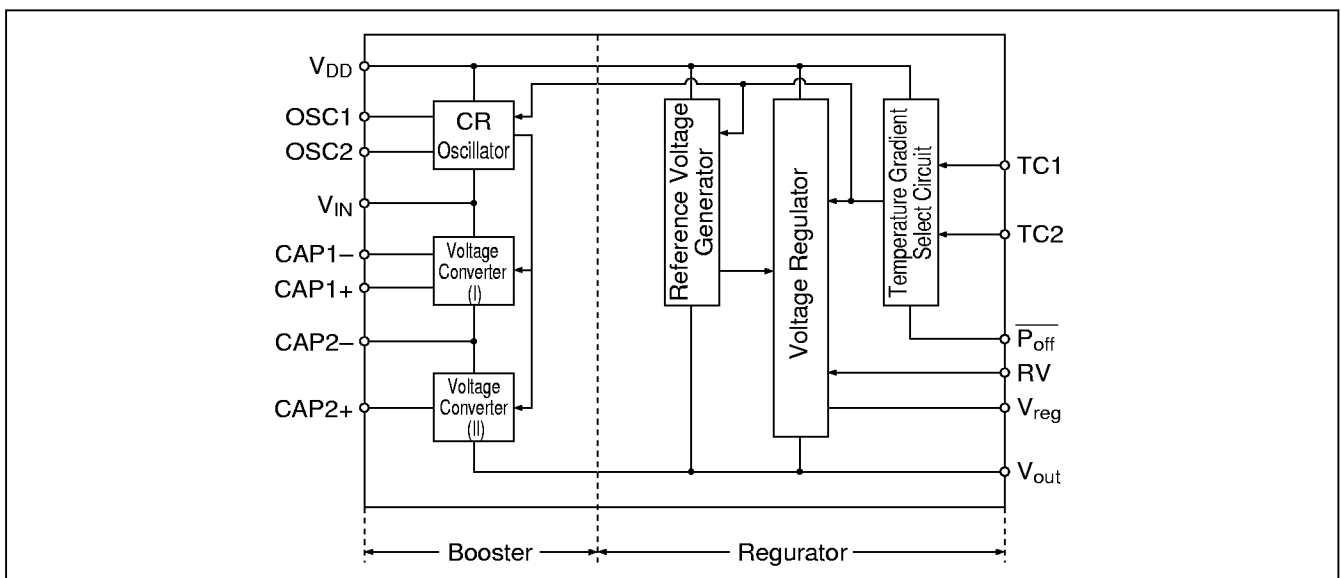 VDD
OSC1
OSC2
VIN
CAP1–
CAP1+
CAP2–
CAP2+
CR
Oscillator
Voltage
Converter
(I)
Voltage
Converter
(II)
Reference Voltage
Generator
Voltage Regulator
Temperature Gradient
Select Circuit
TC1
TC2
Poff
RV
Vreg
Vout
Booster
Regurator